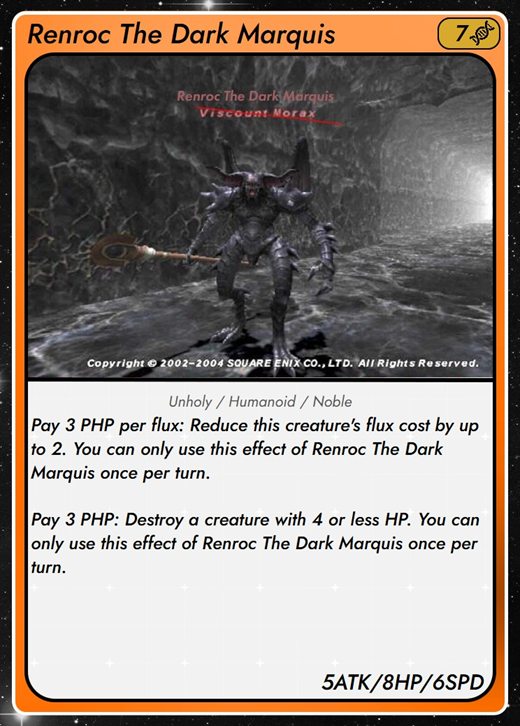 Renroc The Dark Marquis
7
Renroc The Dark Marquis
Viscount Morax
Copyright © 2002-2004 SQUARE ENIX CO., LTD. All Rights Reserved.
Unholy / Humanoid / Noble
Pay 3 PHP per flux: Reduce this creature's flux cost by up
to 2. You can only use this effect of Renroc The Dark
Marquis once per turn.
Pay 3 PHP: Destroy a creature with 4 or less HP. You can
only use this effect of Renroc The Dark Marquis once per
turn.
5ATK/8HP/6SPD